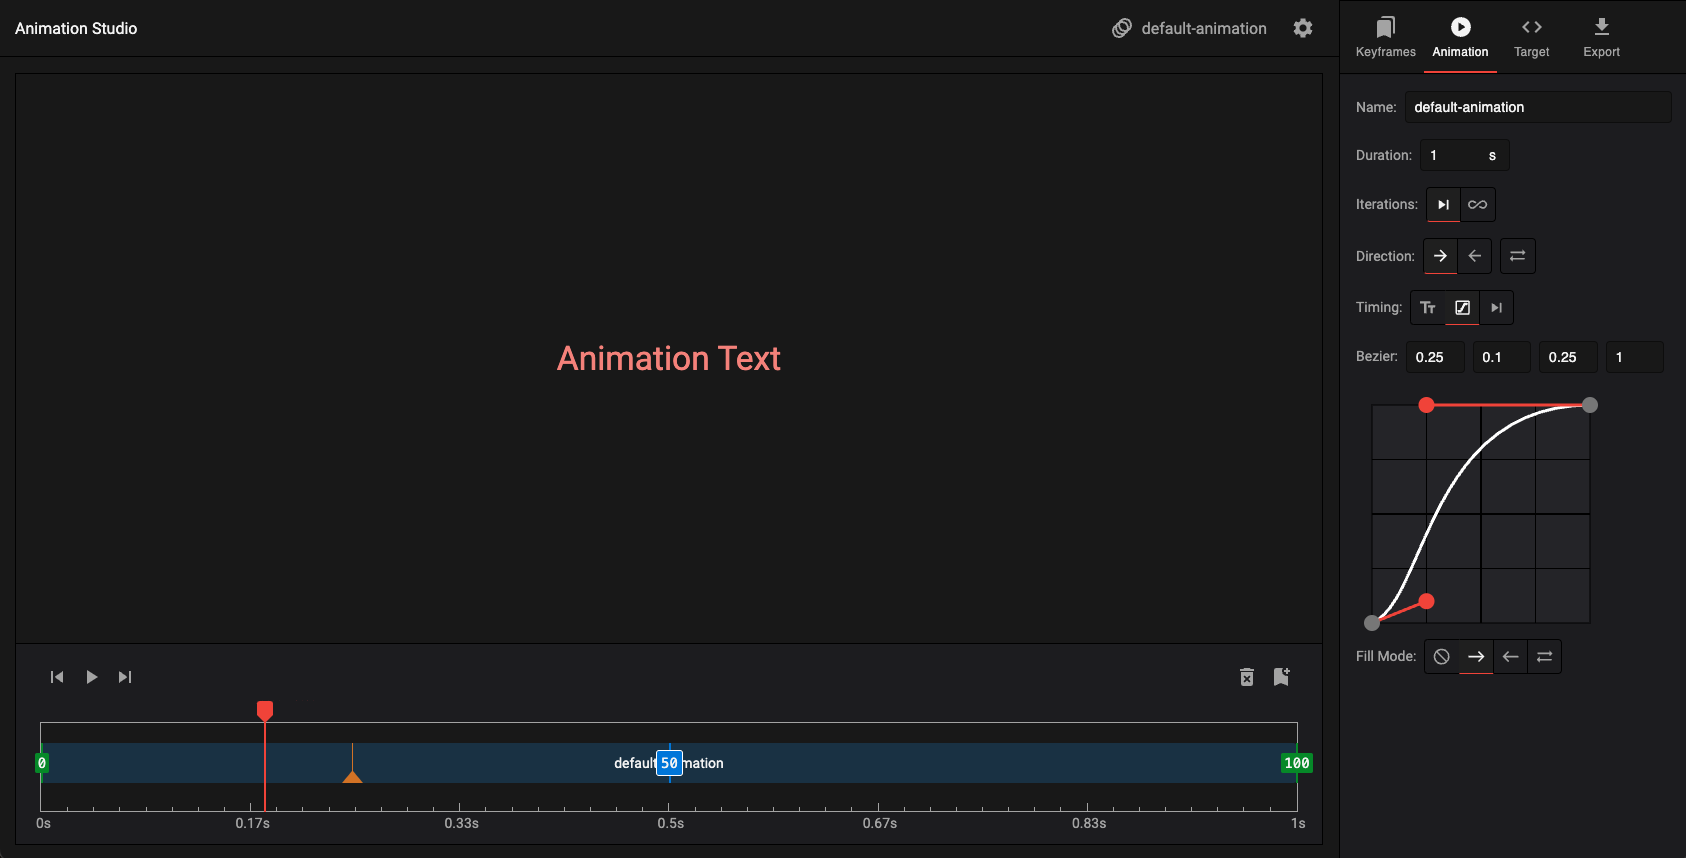 Animation Studio
default-animation
Keyframes
Animation
Target
Export
Name: default-animation
Duration: 1 s
Iterations:
Direction:
Timing: TT
Bezier: 0.25 0.1 0.25 1
Animation Text
Fill Mode:
0
default
50
mation
100
0s 0.17s 0.33s 0.5s 0.67s 0.83s 1s